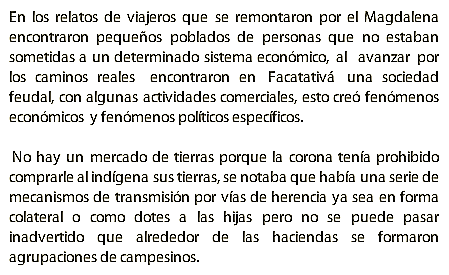 En los relatos de viajeros que se remontaron por el Magdalena
encontraron pequeños poblados de personas que no estaban
sometidas a un determinado sistema económico, al avanzar por
los caminos reales encontraron en Facatativá una sociedad
feudal, con algunas actividades comerciales, esto creó fenómenos
económicos y fenómenos políticos específicos.

No hay un mercado de tierras porque la corona tenía prohibido
comprarle al indígena sus tierras, se notaba que había una serie de
mecanismos de transmisión por vías de herencia ya sea en forma
colateral o como dotes a las hijas pero no se puede pasar
inadvertido que alrededor de las haciendas se formaron
agrupaciones de campesinos.